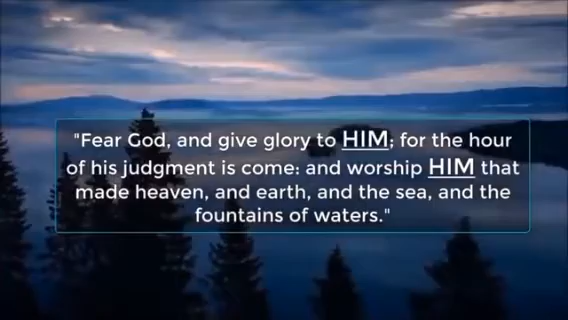 "Fear God, and give glory to HIM; for the hour
of his judgment is come: and worship HIM that
made heaven, and earth, and the sea, and the
fountains of waters."